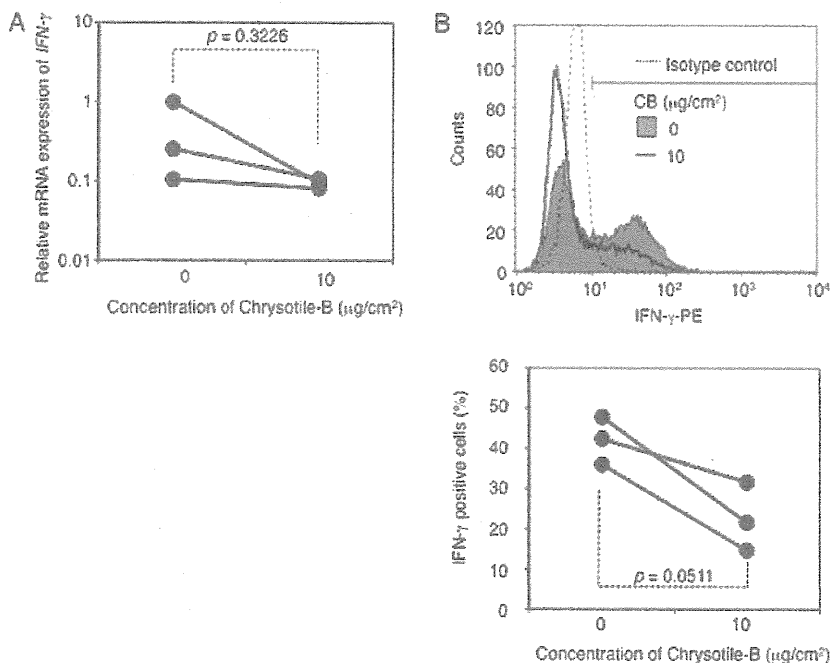 A
Relative mRNA expression of IFN-γ
10
1
0.1
0.01
p = 0.3226
0
10
Concentration of Chrysotile-B (µg/cm²)
B
Counts
120
100
80
60
40
20
0
Isotype control
CB (µg/cm²)
0
10
10⁰
10¹
10²
10³
10⁴
IFN-γ-PE
IFN-γ positive cells (%)
60
50
40
30
20
10
0
p = 0.0511
0
10
Concentration of Chrysotile-B (µg/cm²)